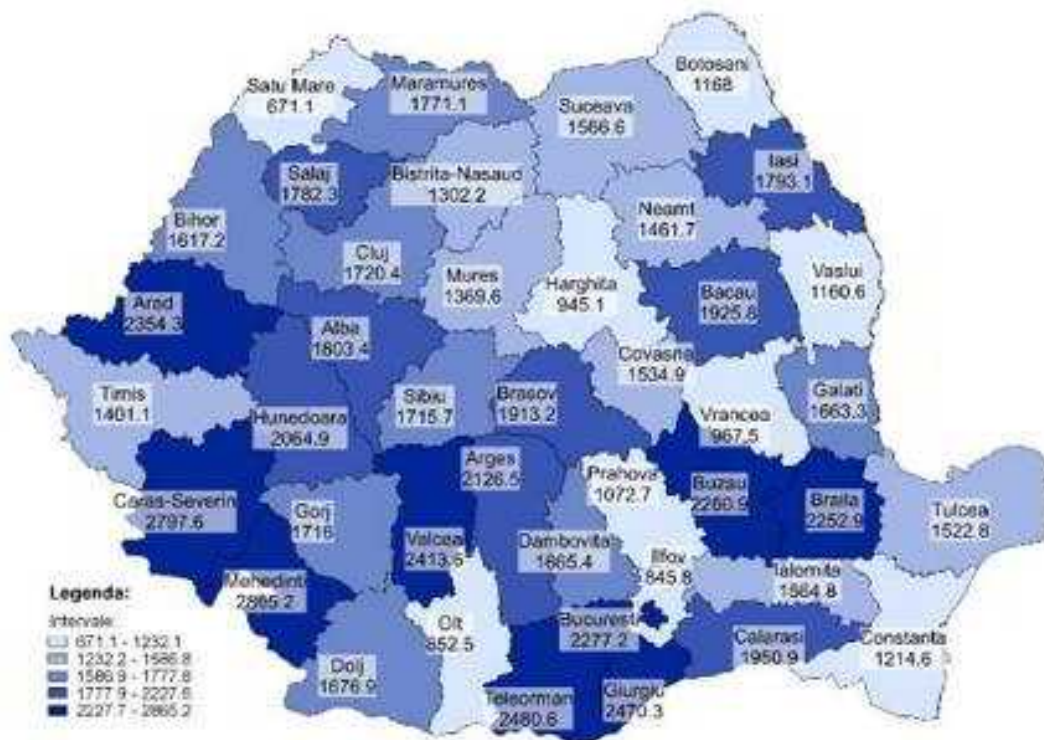 Botosani
1168
Satu Mare
671.1
Maramures
1771.1
Suceava
1566.6
Iasi
1793.1
Salaj
1782.3
Bistrita-Nasaud
1302.2
Neamt
1461.7
Bihor
1617.2
Cluj
1720.4
Mures
1369.6
Harghita
945.1
Bacau
1925.8
Vaslui
1160.6
Arad
2354.3
Alba
1803.4
Covasna
1534.9
Timis
1401.1
Hunedoara
2064.9
Sibiu
1715.7
Brasov
1913.2
Vrancea
967.5
Galati
1663.3
Arges
2126.5
Prahova
1072.7
Buzau
Braila
2252.9
Tulcea
1522.8
Caras-Severin
2797.6
Gorj
1716
Valcea
2413.6
Dambovita
Ilfov
845.8
Ialomita
1564.8
Mehedinti
2865.2
Olt
852.5
Bucuresti
2277.2
Calarasi
1950.9
Constanta
1214.6
Dolj
1676.9
Teleorman
2480.6
Giurgiu
2470.3
Legenda:
Intervale:
671.1 - 1232.1
1232.2 - 1586.8
1586.9 - 1777.8
1777.9 - 2227.6
2227.7 - 2865.2